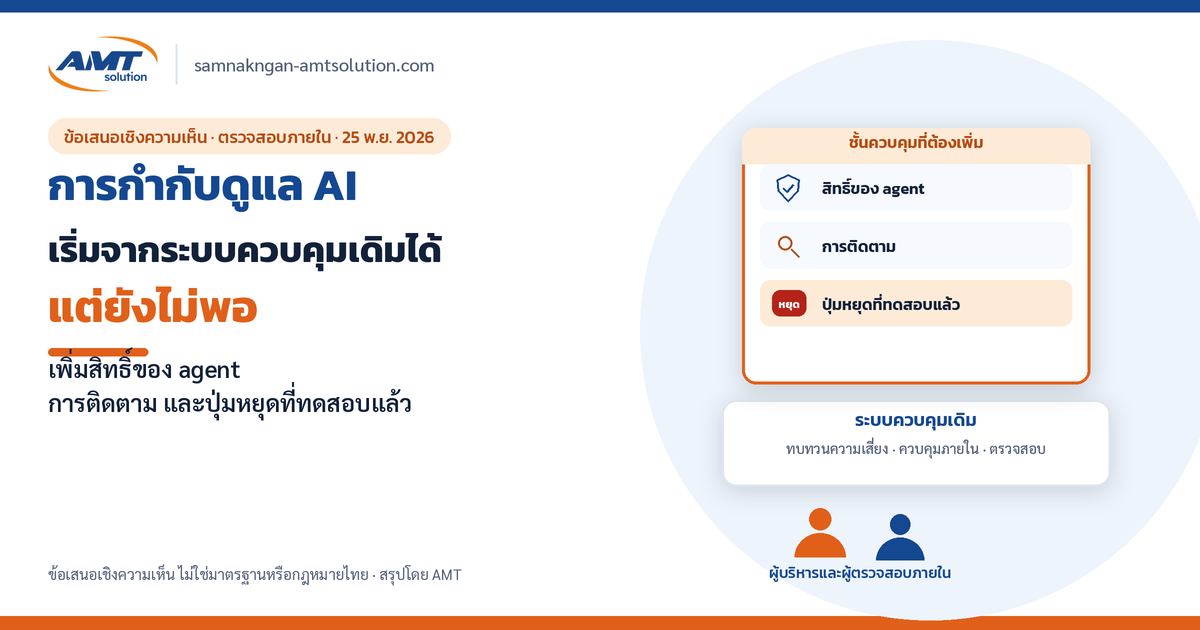 AMT
solution
samnakngan-amtsolution.com
ข้อเสนอเชิงความเห็น · ตรวจสอบภายใน · 25 พ.ย. 2026
การกำกับดูแล AI
เริ่มจากระบบควบคุมเดิมได้
แต่ยังไม่พอ
เพิ่มสิทธิ์ของ agent
การติดตาม และปุ่มหยุดที่ทดสอบแล้ว
ข้อเสนอเชิงความเห็น ไม่ใช่มาตรฐานหรือกฎหมายไทย · สรุปโดย AMT
ชั้นควบคุมที่ต้องเพิ่ม
สิทธิ์ของ agent
การติดตาม
หยุด ปุ่มหยุดที่ทดสอบแล้ว
ระบบควบคุมเดิม
ทบทวนความเสี่ยง · ควบคุมภายใน · ตรวจสอบ
ผู้บริหารและผู้ตรวจสอบภายใน